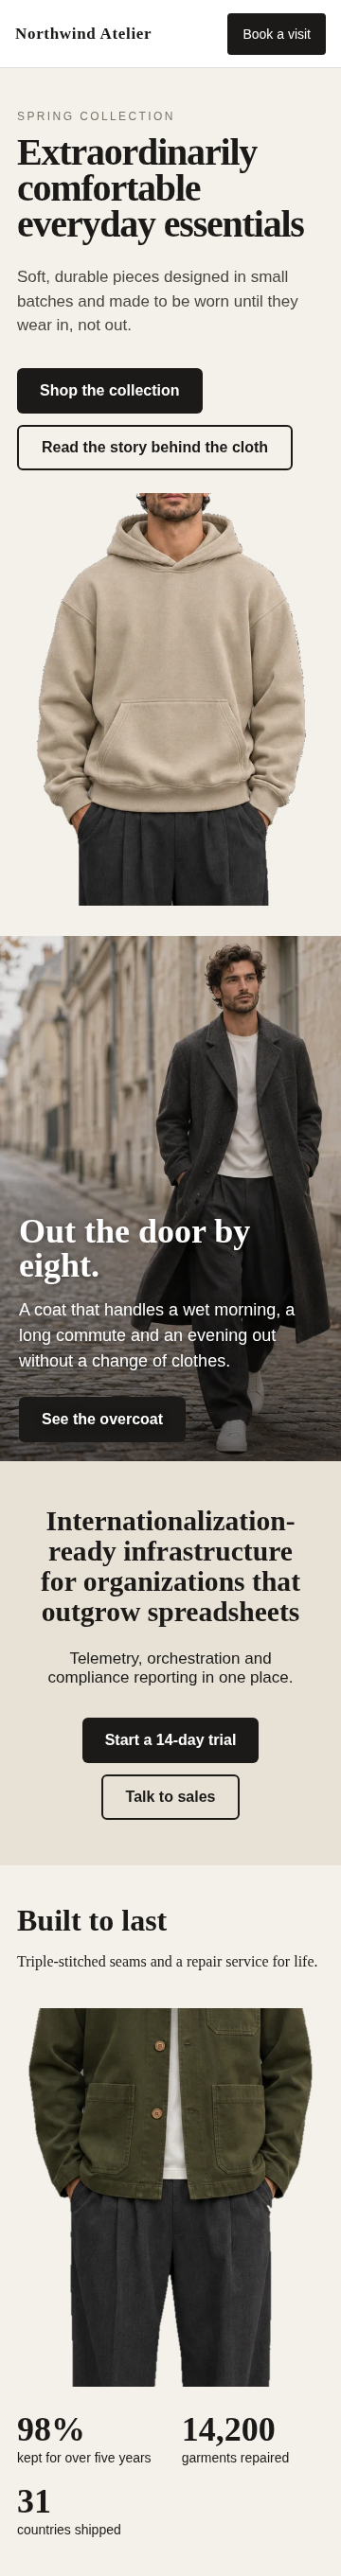 Northwind Atelier
Book a visit
SPRING COLLECTION
Extraordinarily
comfortable
everyday essentials
Soft, durable pieces designed in small
batches and made to be worn until they
wear in, not out.
Shop the collection
Read the story behind the cloth
Out the door by
eight.
A coat that handles a wet morning, a
long commute and an evening out
without a change of clothes.
See the overcoat
Internationalization-
ready infrastructure
for organizations that
outgrow spreadsheets
Telemetry, orchestration and
compliance reporting in one place.
Start a 14-day trial
Talk to sales
Built to last
Triple-stitched seams and a repair service for life.
98%
kept for over five years
14,200
garments repaired
31
countries shipped